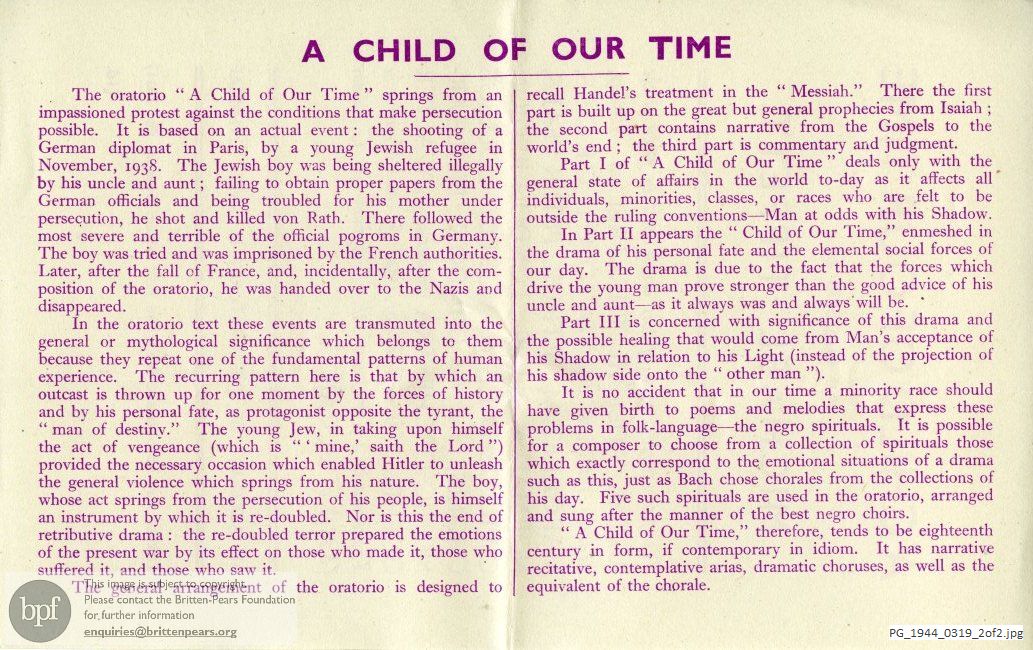 A CHILD OF OUR TIME
The oratorio “ A Child of Our Time ” springs from an
impassioned protest against the conditions that make persecution
possible. It is based on an actual event : the shooting of a
German diplomat in Paris, by a young Jewish refugee in
November, 1938. The Jewish boy was being sheltered illegally
by his uncle and aunt ; failing to obtain proper papers from the
German officials and being troubled for his mother under
persecution, he shot and killed von Rath. There followed the
most severe and terrible of the official pogroms in Germany.
The boy was tried and was imprisoned by the French authorities.
Later, after the fall of France, and, incidentally, after the com-
position of the oratorio, he was handed over to the Nazis and
disappeared.
In the oratorio text these events are transmuted into the
general or mythological significance which belongs to them
because they repeat one of the fundamental patterns of human
experience. The recurring pattern here is that by which an
outcast is thrown up for one moment by the forces of history
and by his personal fate, as protagonist opposite the tyrant, the
“ man of destiny.” The young Jew, in taking upon himself
the act of vengeance (which is “ ‘ mine,’ saith the Lord ”)
provided the necessary occasion which enabled Hitler to unleash
the general violence which springs from his nature. The boy,
whose act springs from the persecution of his people, is himself
an instrument by which it is re-doubled. Nor is this the end of
retributive drama : the re-doubled terror prepared the emotions
of the present war by its effect on those who made it, those who
suffered it, and those who saw it.
The general arrangement of the oratorio is designed to
recall Handel’s treatment in the “ Messiah.” There the first
part is built up on the great but general prophecies from Isaiah ;
the second part contains narrative from the Gospels to the
world’s end ; the third part is commentary and judgment.
Part I of “ A Child of Our Time ” deals only with the
general state of affairs in the world to-day as it affects all
individuals, minorities, classes, or races who are felt to be
outside the ruling conventions—Man at odds with his Shadow.
In Part II appears the “ Child of Our Time,” enmeshed in
the drama of his personal fate and the elemental social forces of
our day. The drama is due to the fact that the forces which
drive the young man prove stronger than the good advice of his
uncle and aunt—as it always was and always will be.
Part III is concerned with significance of this drama and
the possible healing that would come from Man’s acceptance of
his Shadow in relation to his Light (instead of the projection of
his shadow side onto the “ other man ”).
It is no accident that in our time a minority race should
have given birth to poems and melodies that express these
problems in folk-language—the negro spirituals. It is possible
for a composer to choose from a collection of spirituals those
which exactly correspond to the emotional situations of a drama
such as this, just as Bach chose chorales from the collections of
his day. Five such spirituals are used in the oratorio, arranged
and sung after the manner of the best negro choirs.
“ A Child of Our Time,” therefore, tends to be eighteenth
century in form, if contemporary in idiom. It has narrative
recitative, contemplative arias, dramatic choruses, as well as the
equivalent of the chorale.
bpf
This image is subject to copyright.
Please contact the Britten-Pears Foundation
for further information
enquiries@brittenpears.org
PG_1944_0319_2of2.jpg